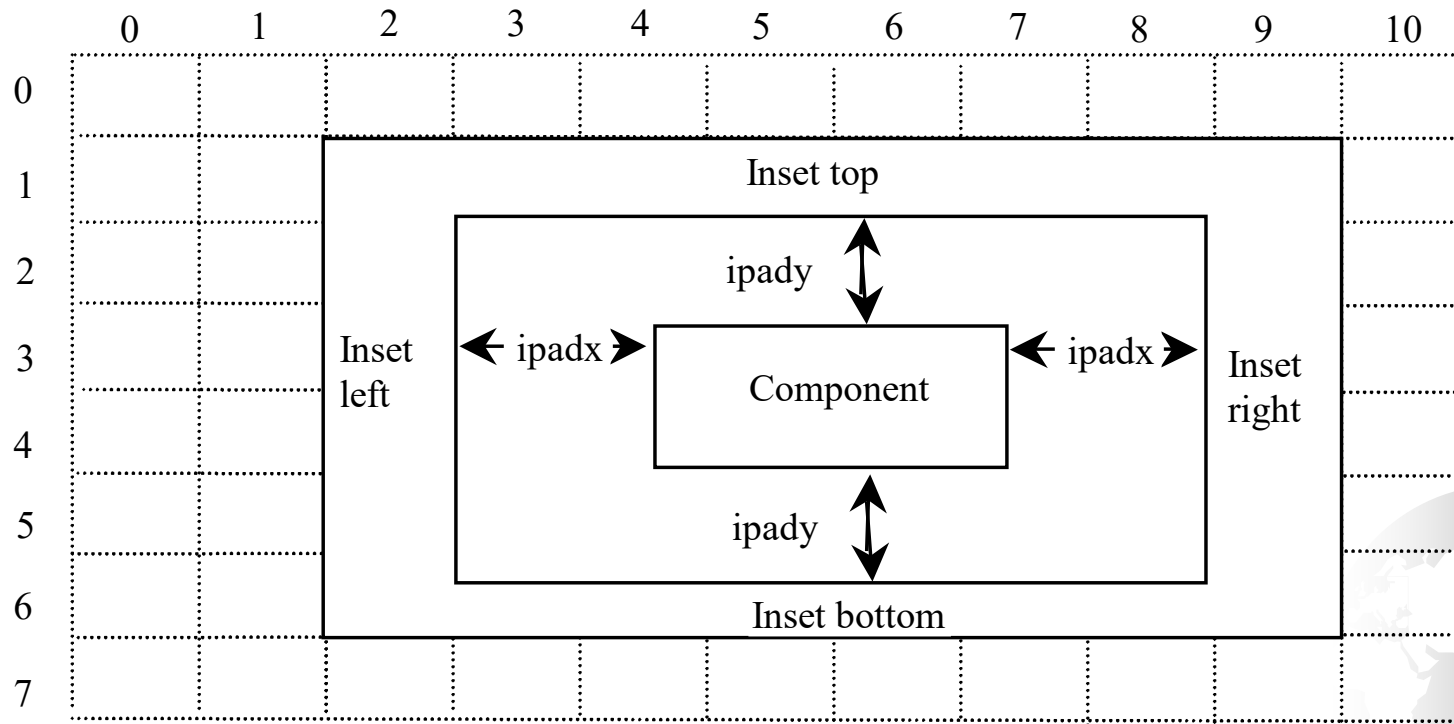 0 1 2 3 4 5 6 7 8 9 10
0
1
Inset top
2
ipady
3
Inset
left
ipadx
ipadx
Component
Inset
right
4
5
ipady
6
Inset bottom
7